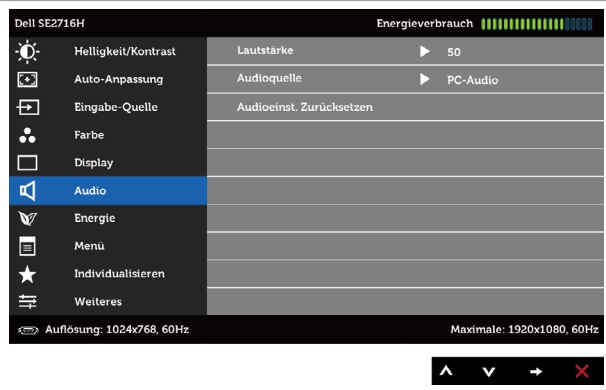 Dell SE2716H Energieverbrauch
Helligkeit/Kontrast Lautstärke 50
Auto-Anpassung Audioquelle PC-Audio
Eingabe-Quelle Audioeinst. Zurücksetzen
Farbe
Display
Audio
Energie
Menü
Individualisieren
Weiteres
Auflösung: 1024x768, 60Hz Maximale: 1920x1080, 60Hz